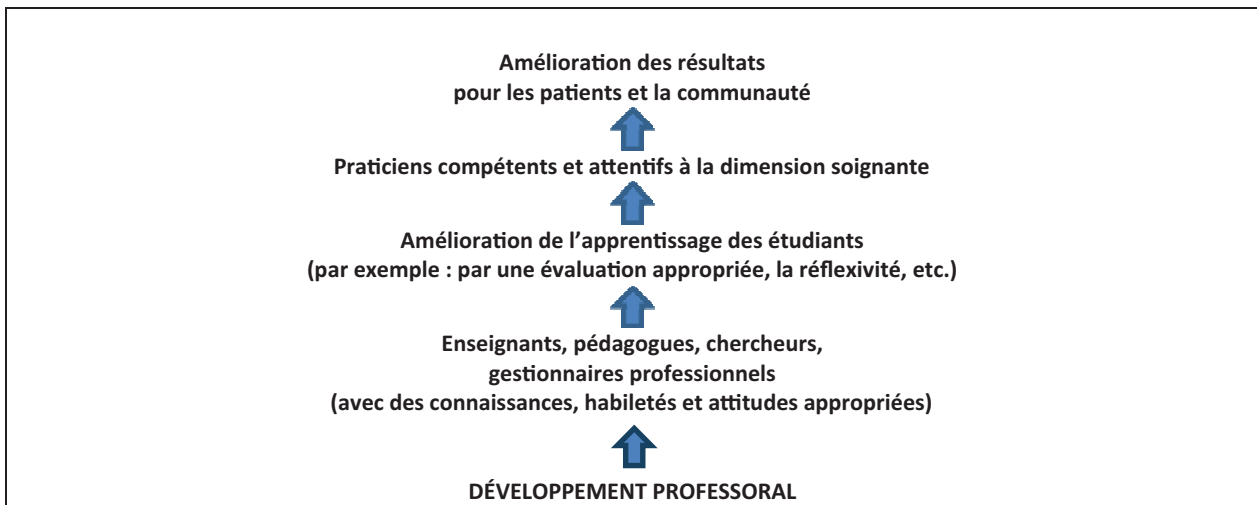 Amélioration des résultats
pour les patients et la communauté
Praticiens compétents et attentifs à la dimension soignante
Amélioration de l’apprentissage des étudiants
(par exemple : par une évaluation appropriée, la réflexivité, etc.)
Enseignants, pédagogues, chercheurs,
gestionnaires professionnels
(avec des connaissances, habiletés et attitudes appropriées)
DÉVELOPPEMENT PROFESSORAL